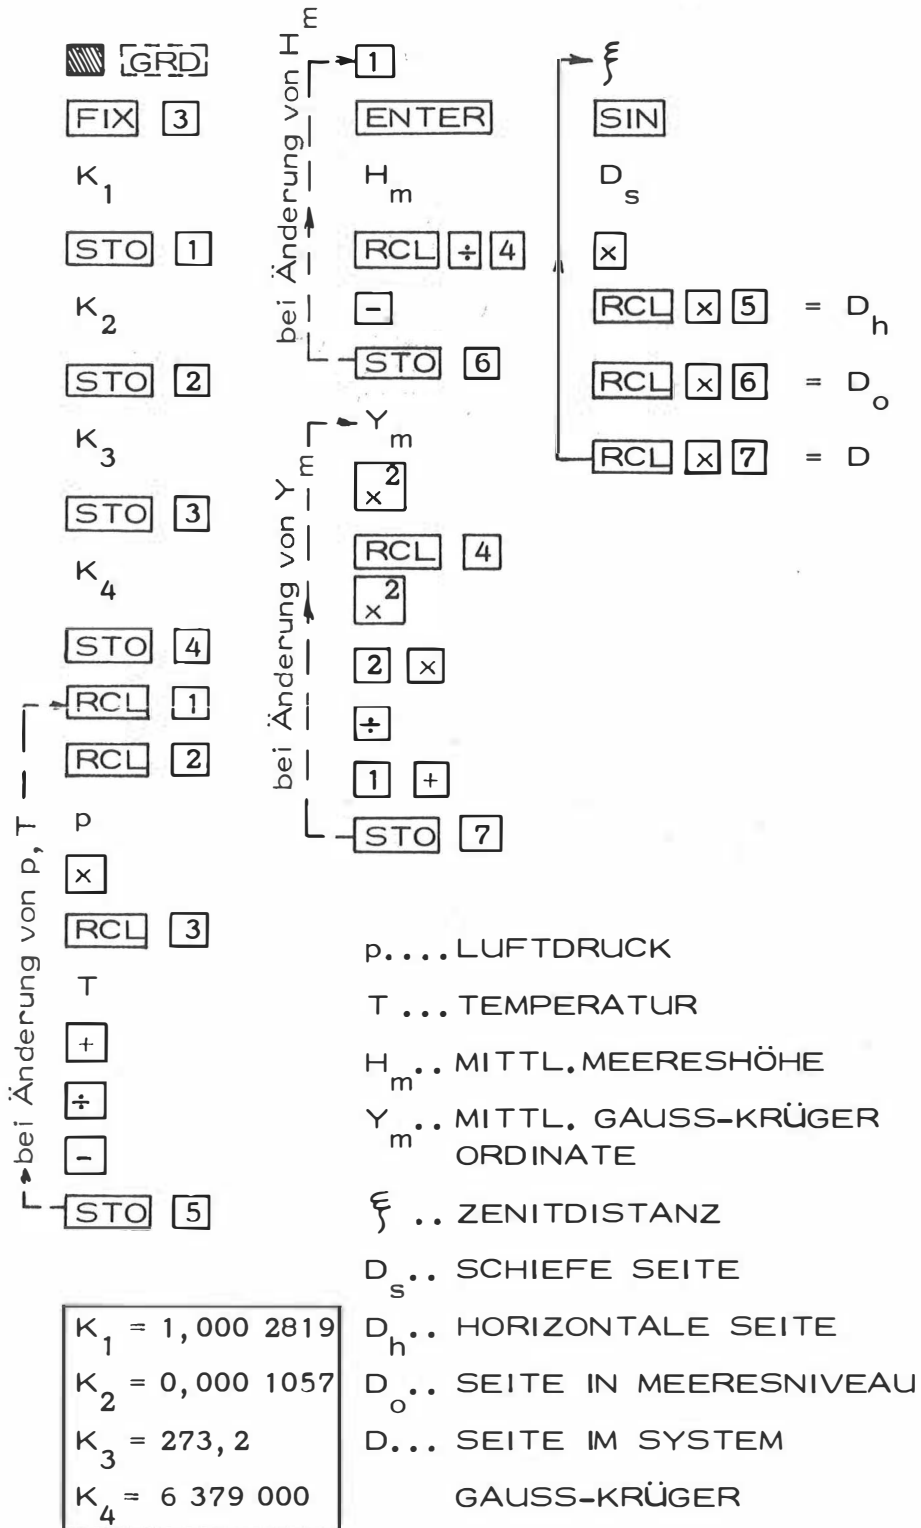 GRD
FIX 3
K1
STO 1
K2
STO 2
K3
STO 3
K4
STO 4
RCL 1
RCL 2
p
×
RCL 3
T
+
÷
-
STO 5
bei Änderung von p, T
1
ENTER
Hm
RCL ÷ 4
-
STO 6
bei Änderung von Hm
Ym
x²
RCL 4
x²
2 ×
÷
1 +
STO 7
bei Änderung von Ym
ξ
SIN
Ds
×
RCL × 5 = Dh
RCL × 6 = Do
RCL × 7 = D
p.... LUFTDRUCK
T ... TEMPERATUR
Hm.. MITTL. MEERESHÖHE
Ym.. MITTL. GAUSS-KRÜGER
ORDINATE
ξ .. ZENITDISTANZ
Ds.. SCHIEFE SEITE
Dh.. HORIZONTALE SEITE
Do.. SEITE IN MEERESNIVEAU
D... SEITE IM SYSTEM
GAUSS-KRÜGER
K1 = 1,000 2819
K2 = 0,000 1057
K3 = 273,2
K4 = 6 379 000